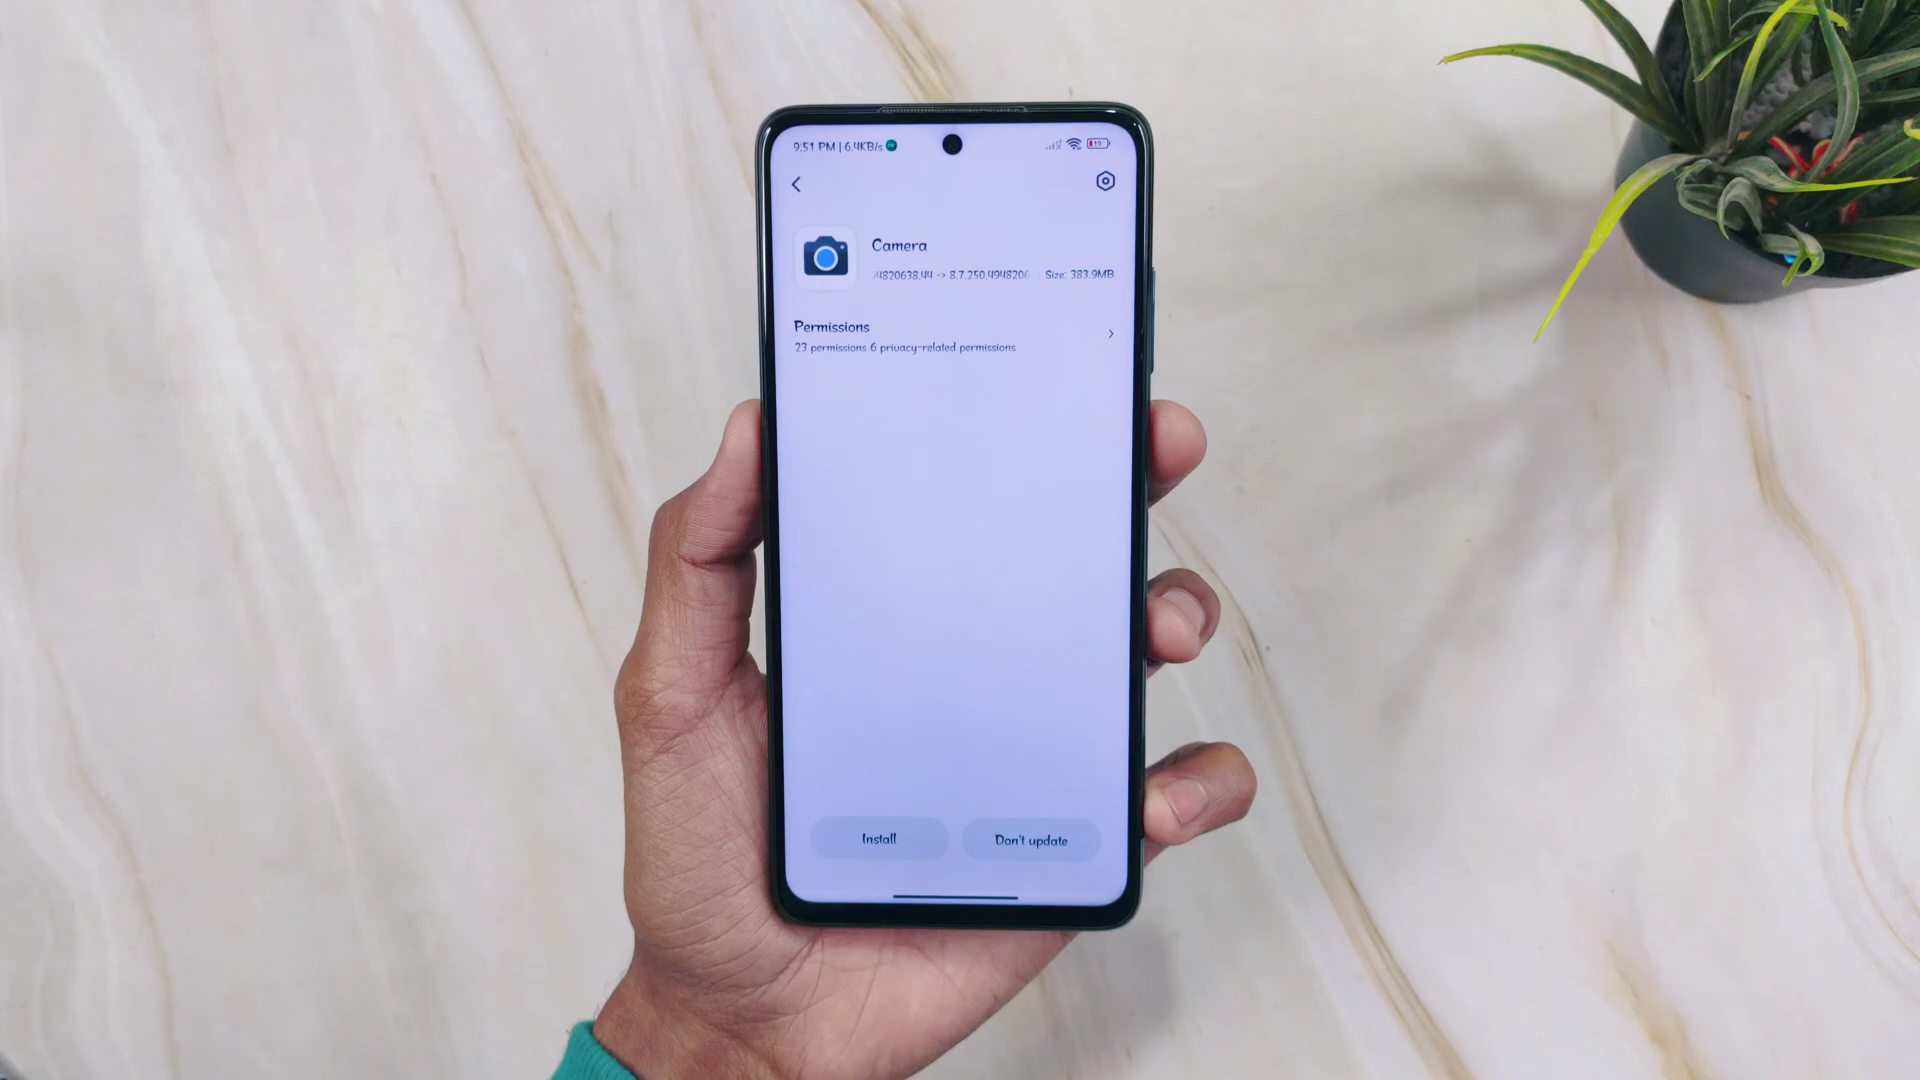 9:51 PM | 6.4KB/s
19
Camera
4820638.44 -> 8.7.250.4948206 Size: 383.9MB
Permissions
23 permissions 6 privacy-related permissions
Install
Don't update